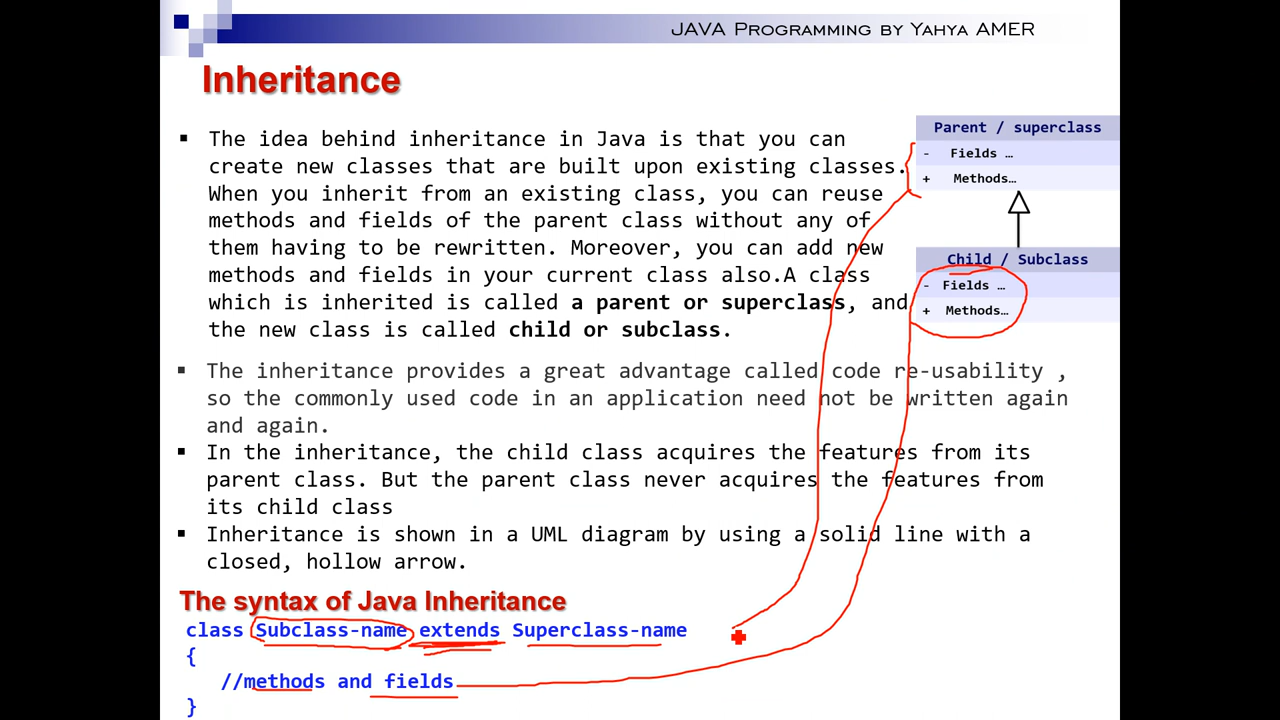 JAVA Programming by Yahya AMER
Inheritance
▪ The idea behind inheritance in Java is that you can
create new classes that are built upon existing classes.
When you inherit from an existing class, you can reuse
methods and fields of the parent class without any of
them having to be rewritten. Moreover, you can add new
methods and fields in your current class also.A class
which is inherited is called a parent or superclass, and
the new class is called child or subclass.
Parent / superclass
- Fields …
+ Methods…
Child / Subclass
- Fields …
+ Methods…
▪ The inheritance provides a great advantage called code re-usability ,
so the commonly used code in an application need not be written again
and again.
▪ In the inheritance, the child class acquires the features from its
parent class. But the parent class never acquires the features from
its child class
▪ Inheritance is shown in a UML diagram by using a solid line with a
closed, hollow arrow.
The syntax of Java Inheritance
class Subclass-name extends Superclass-name
{
//methods and fields
}